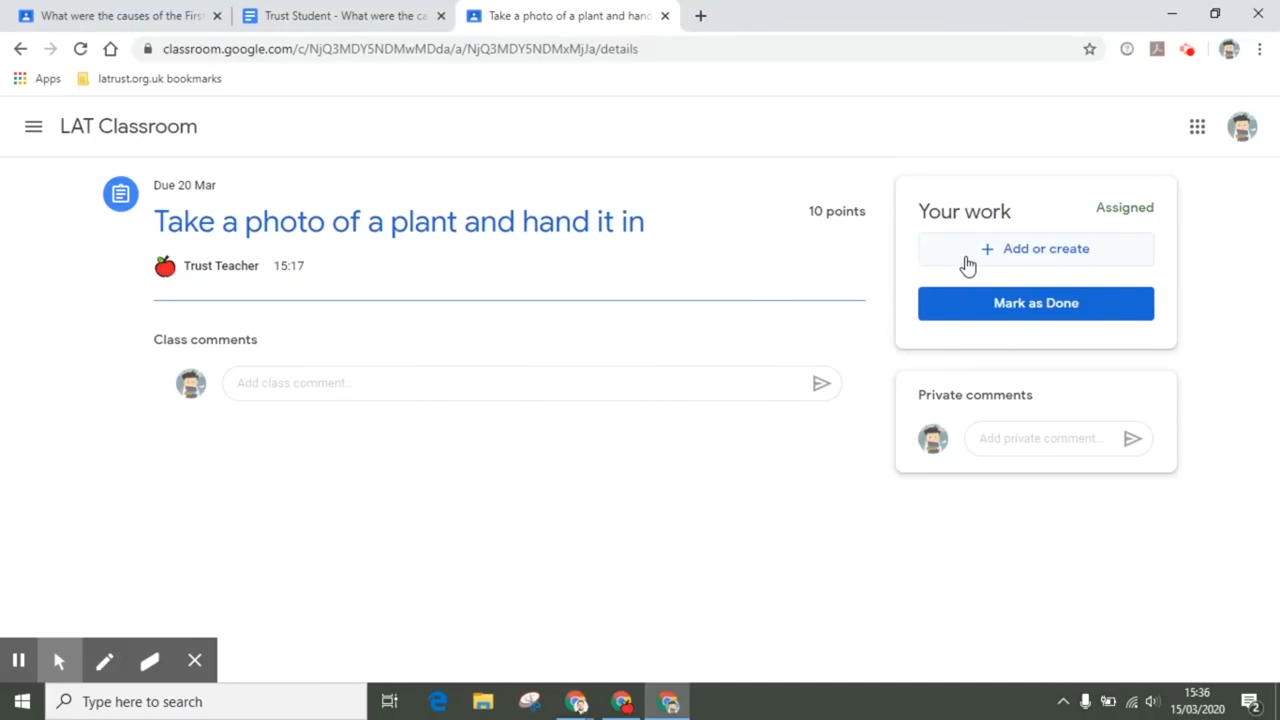 What were the causes of the Firs
Trust Student - What were the ca
Take a photo of a plant and hand
classroom.google.com/c/NjQ3MDY5NDMwMDda/a/NjQ3MDY5NDMxMjJa/details
Apps
latrust.org.uk bookmarks
LAT Classroom
Due 20 Mar
Take a photo of a plant and hand it in
10 points
Trust Teacher 15:17
Your work
Assigned
+ Add or create
Mark as Done
Class comments
Add class comment...
Private comments
Add private comment...
Type here to search
15:36
15/03/2020
2